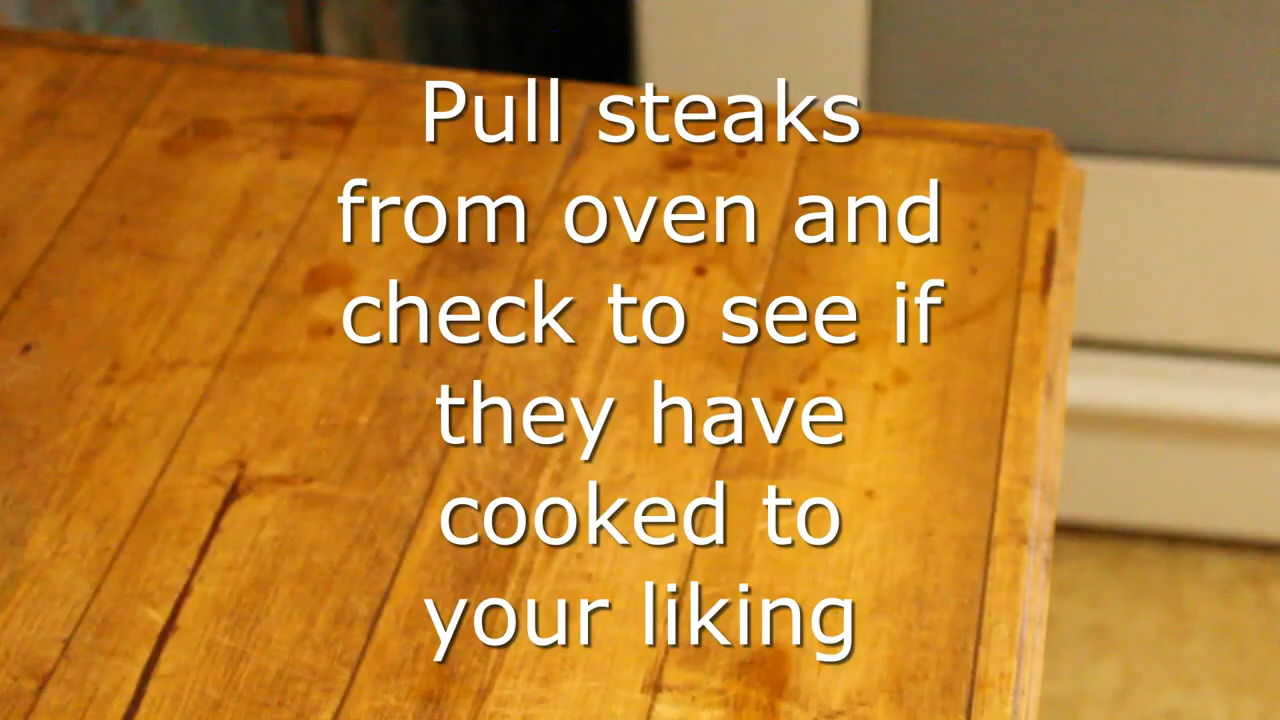 Pull steaks
from oven and
check to see if
they have
cooked to
your liking